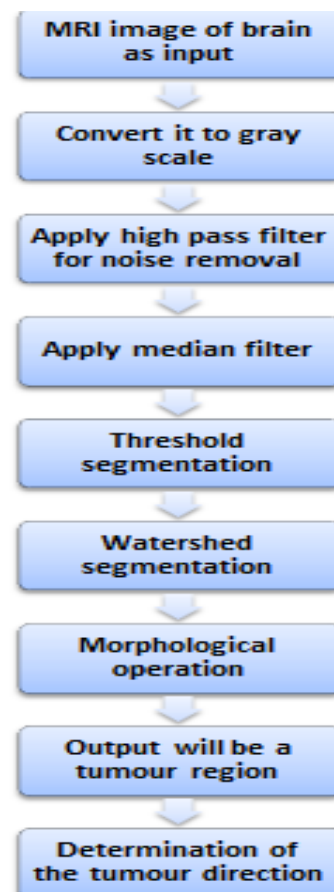 MRI image of brain
as input
Convert it to gray
scale
Apply high pass filter
for noise removal
Apply median filter
Threshold
segmentation
Watershed
segmentation
Morphological
operation
Output will be a
tumour region
Determination of
the tumour direction